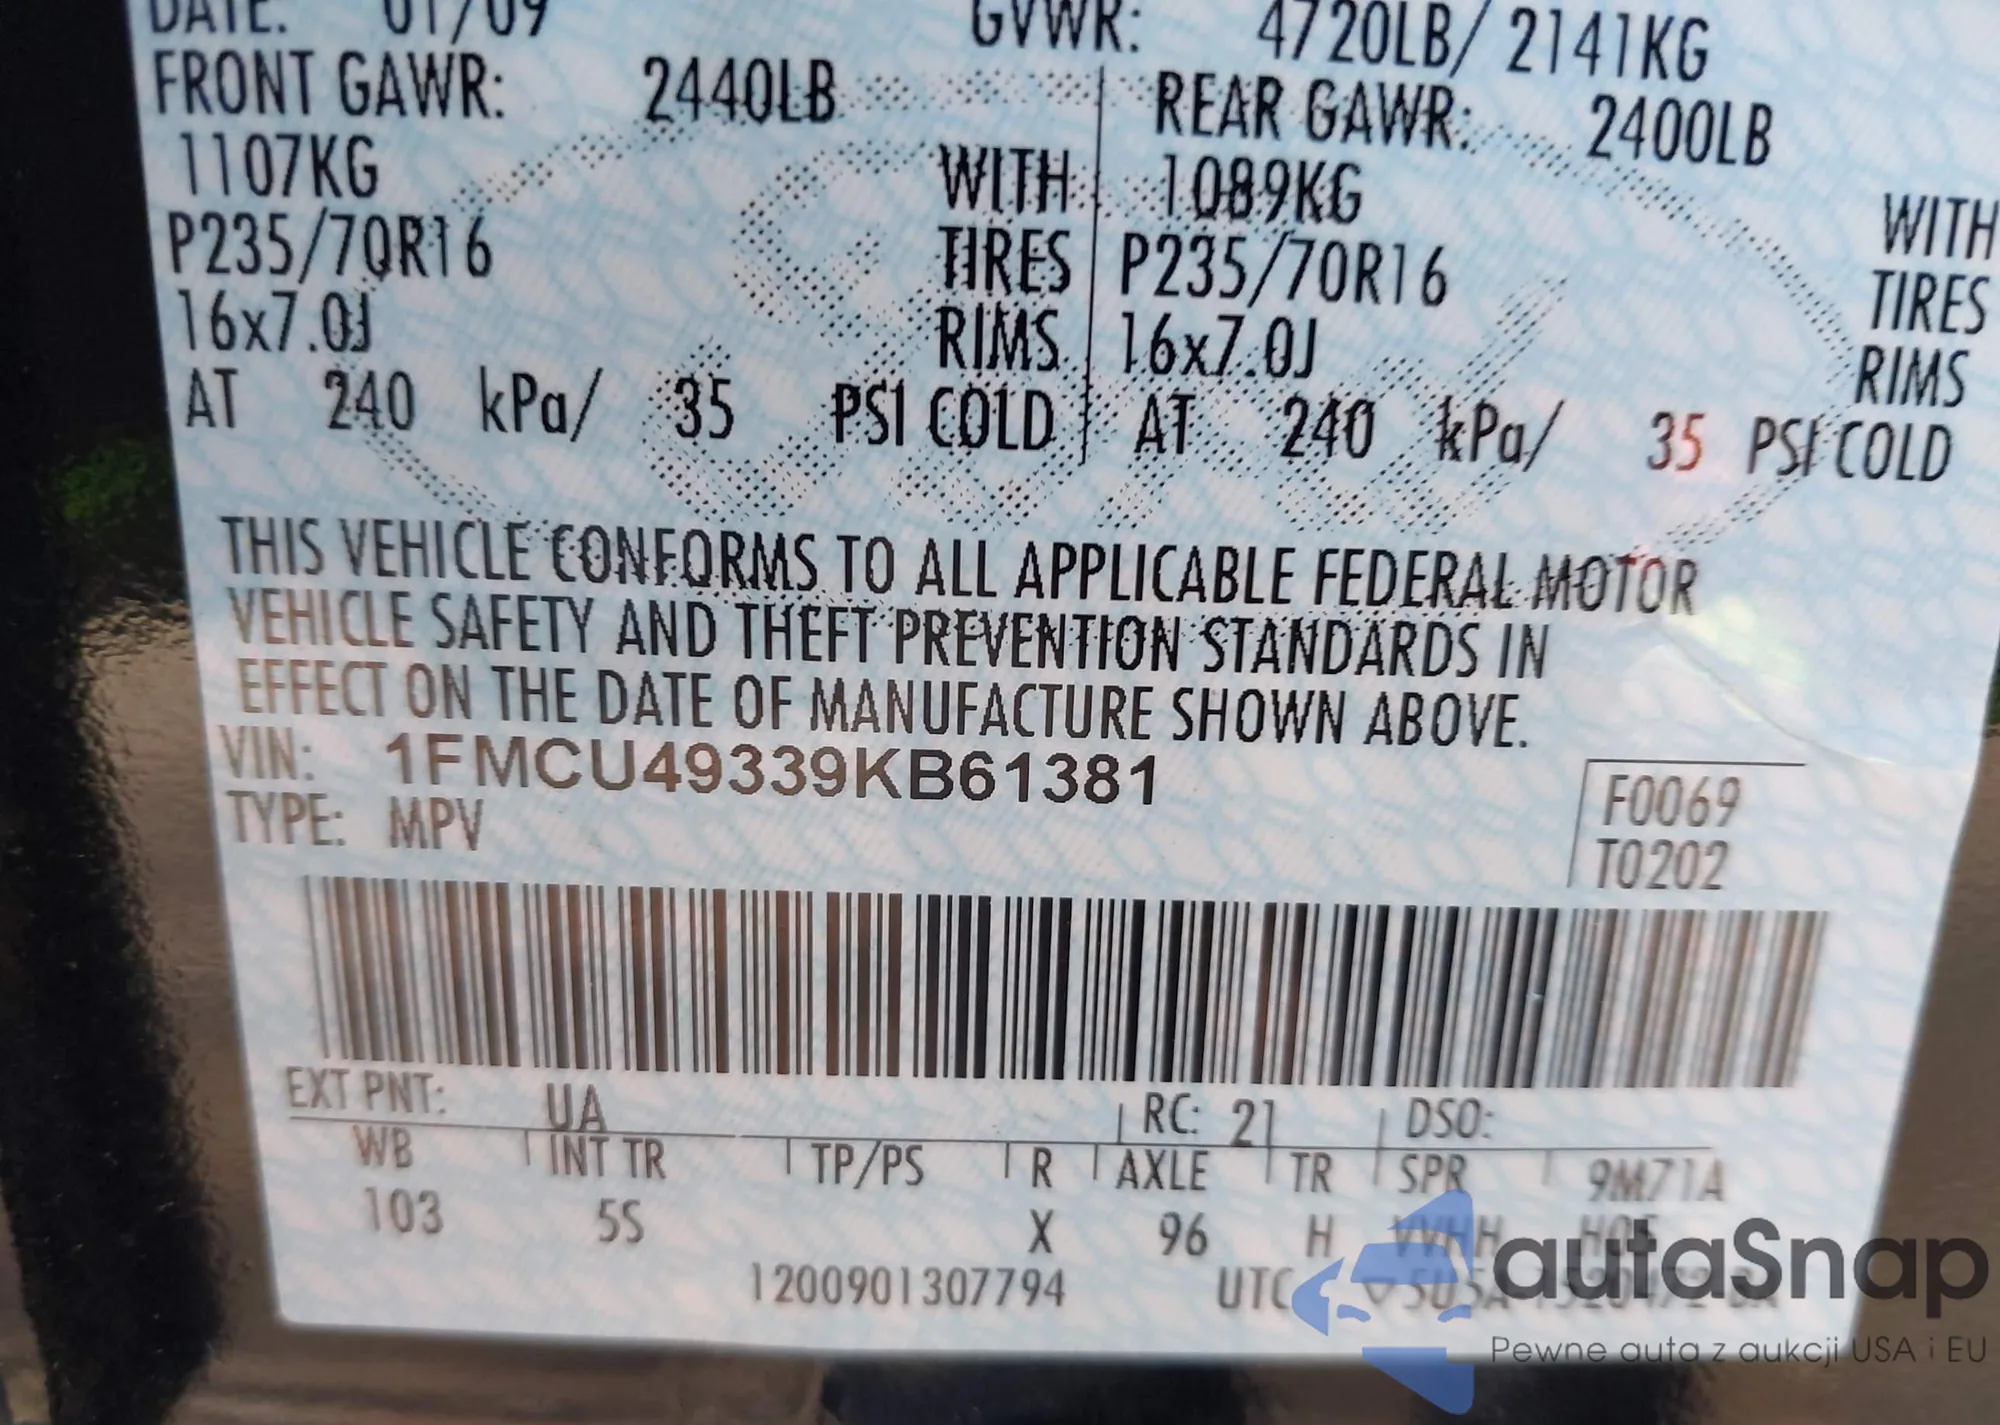 DATE: 01/09 GVWR: 4720LB/ 2141KG
FRONT GAWR: 2440LB REAR GAWR: 2400LB
1107KG WITH 1089KG WITH
P235/70R16 TIRES P235/70R16 TIRES
16x7.0J RIMS 16x7.0J RIMS
AT 240 kPa/ 35 PSI COLD AT 240 kPa/ 35 PSI COLD
THIS VEHICLE CONFORMS TO ALL APPLICABLE FEDERAL MOTOR
VEHICLE SAFETY AND THEFT PREVENTION STANDARDS IN
EFFECT ON THE DATE OF MANUFACTURE SHOWN ABOVE.
VIN: 1FMCU49339KB61381
TYPE: MPV
F0069
T0202
EXT PNT: UA RC: 21 DSO:
WB INT TR TP/PS R AXLE TR SPR 9M71A
103 5S X 96 H
1200901307794 UTC
autaSnap
Pewne auta z aukcji USA i EU